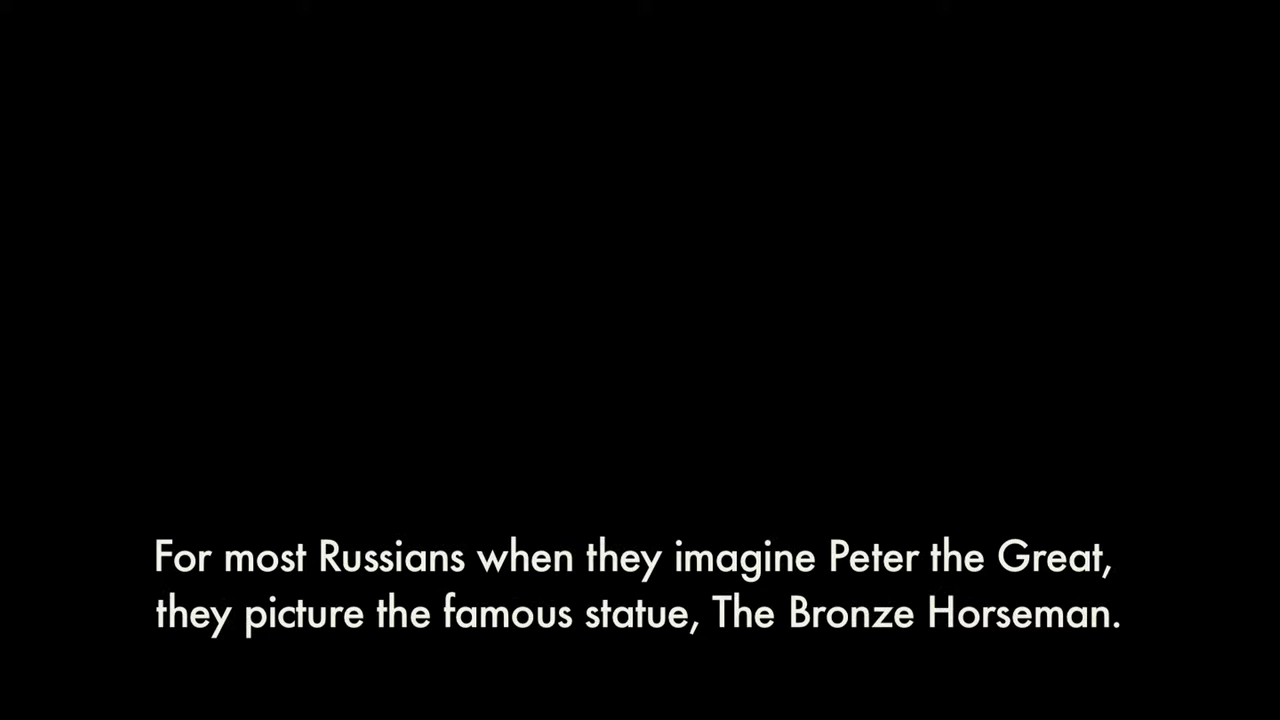 For most Russians when they imagine Peter the Great,
they picture the famous statue, The Bronze Horseman.